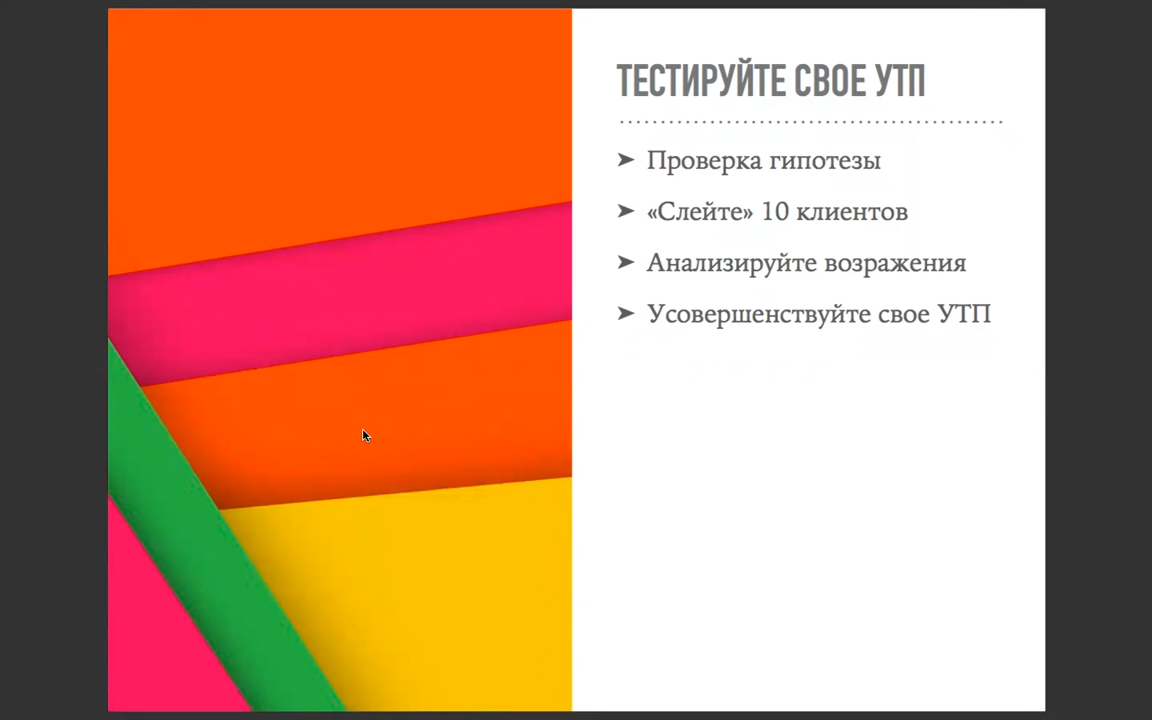 ТЕСТИРУЙТЕ СВОЕ УТП
➤ Проверка гипотезы
➤ «Слейте» 10 клиентов
➤ Анализируйте возражения
➤ Усовершенствуйте свое УТП